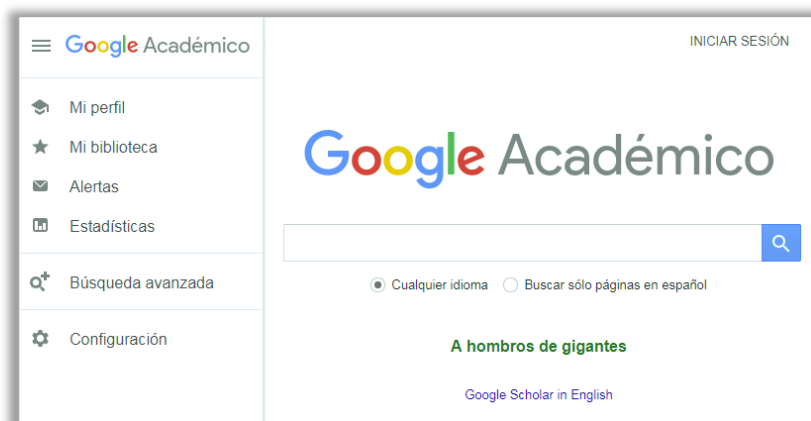 Google Académico
Mi perfil
Mi biblioteca
Alertas
Estadísticas
Búsqueda avanzada
Configuración
INICIAR SESIÓN
Google Académico
Cualquier idioma
Buscar sólo páginas en español
A hombros de gigantes
Google Scholar in English